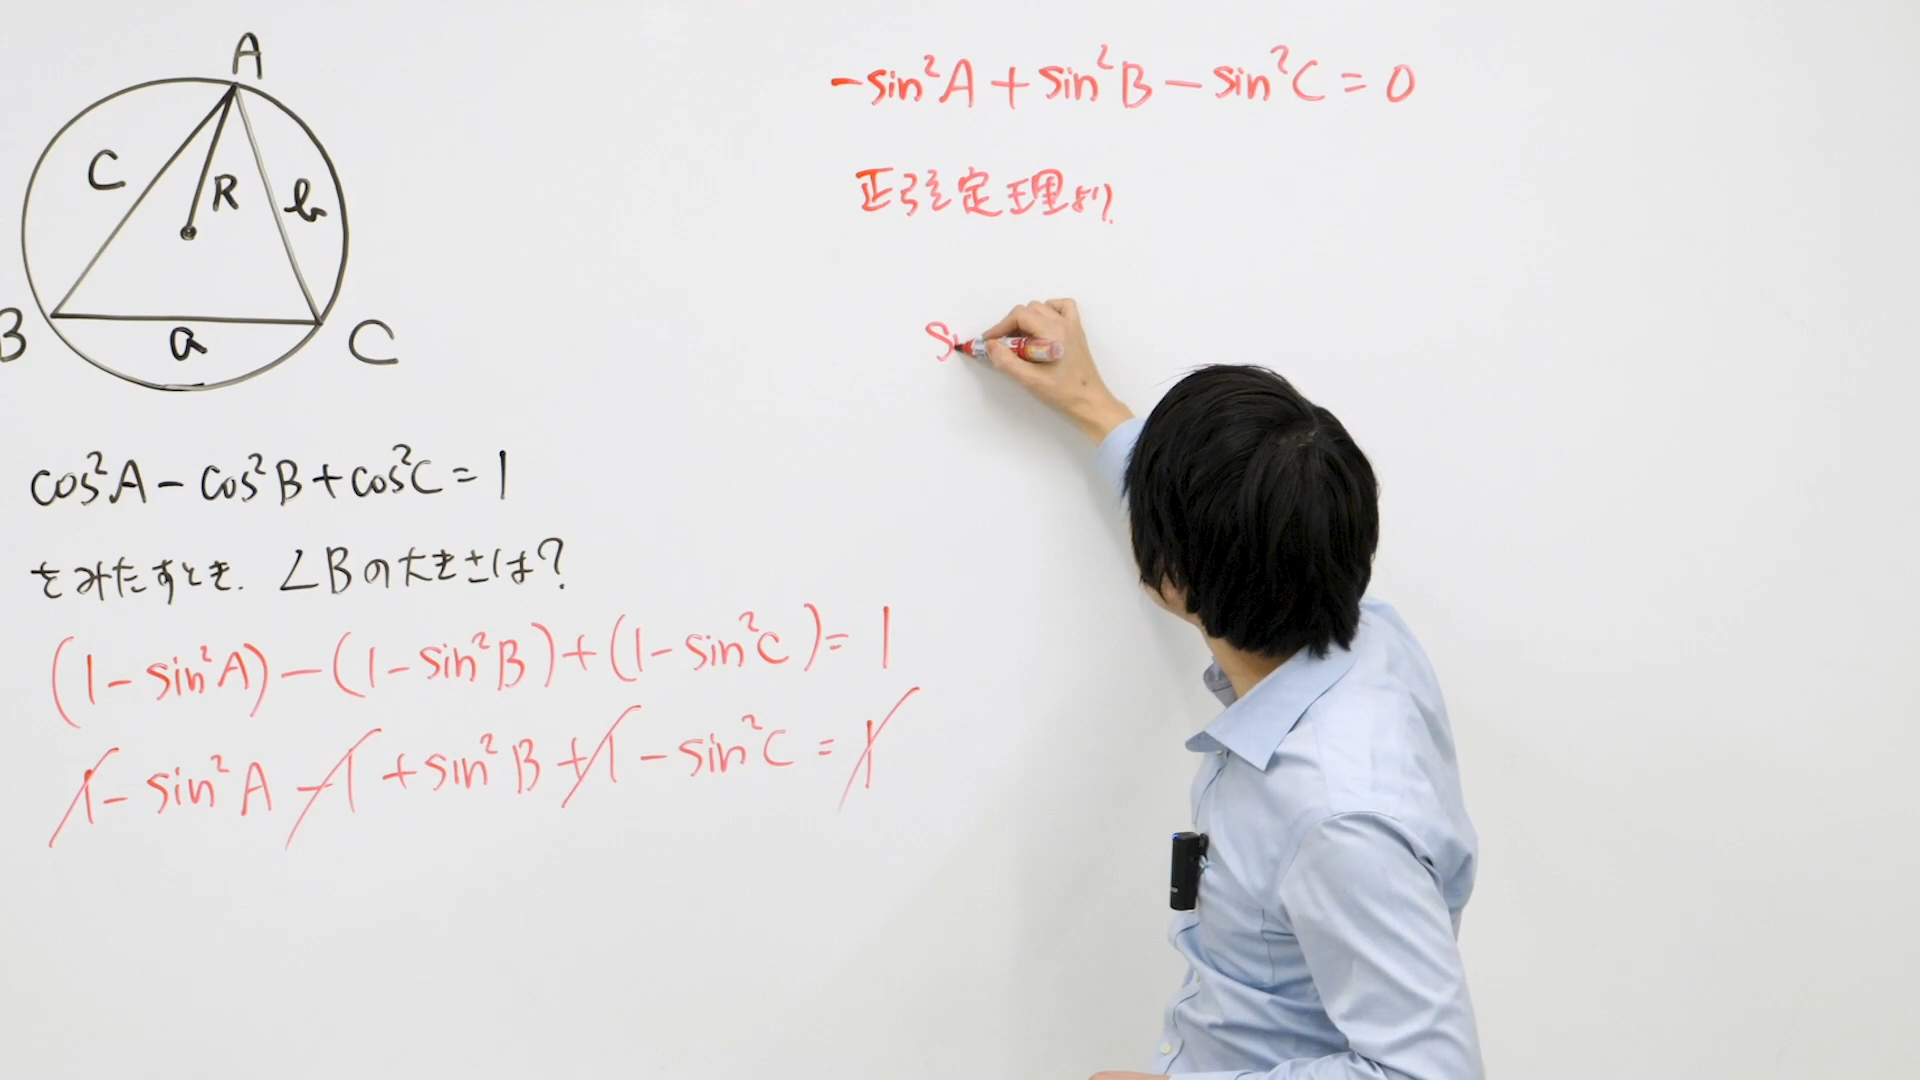 A
C
R
b
B
a
C
cos²A - cos²B + cos²C = 1
をみたすとき. ∠Bの大きさは?
(1 - sin²A) - (1 - sin²B) + (1 - sin²C) = 1
1 - sin²A - 1 + sin²B + 1 - sin²C = 1
-sin²A + sin²B - sin²C = 0
正弦定理より